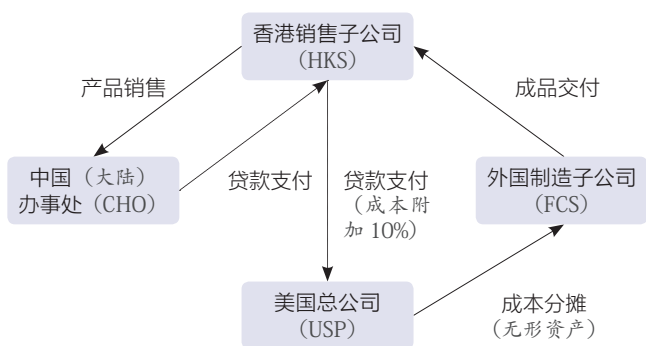 香港销售子公司
（HKS）
产品销售
成品交付
中国（大陆）
办事处（CHO）
贷款支付
贷款支付
（成本附
加 10%）
外国制造子公司
（FCS）
美国总公司
（USP）
成本分摊
（无形资产）